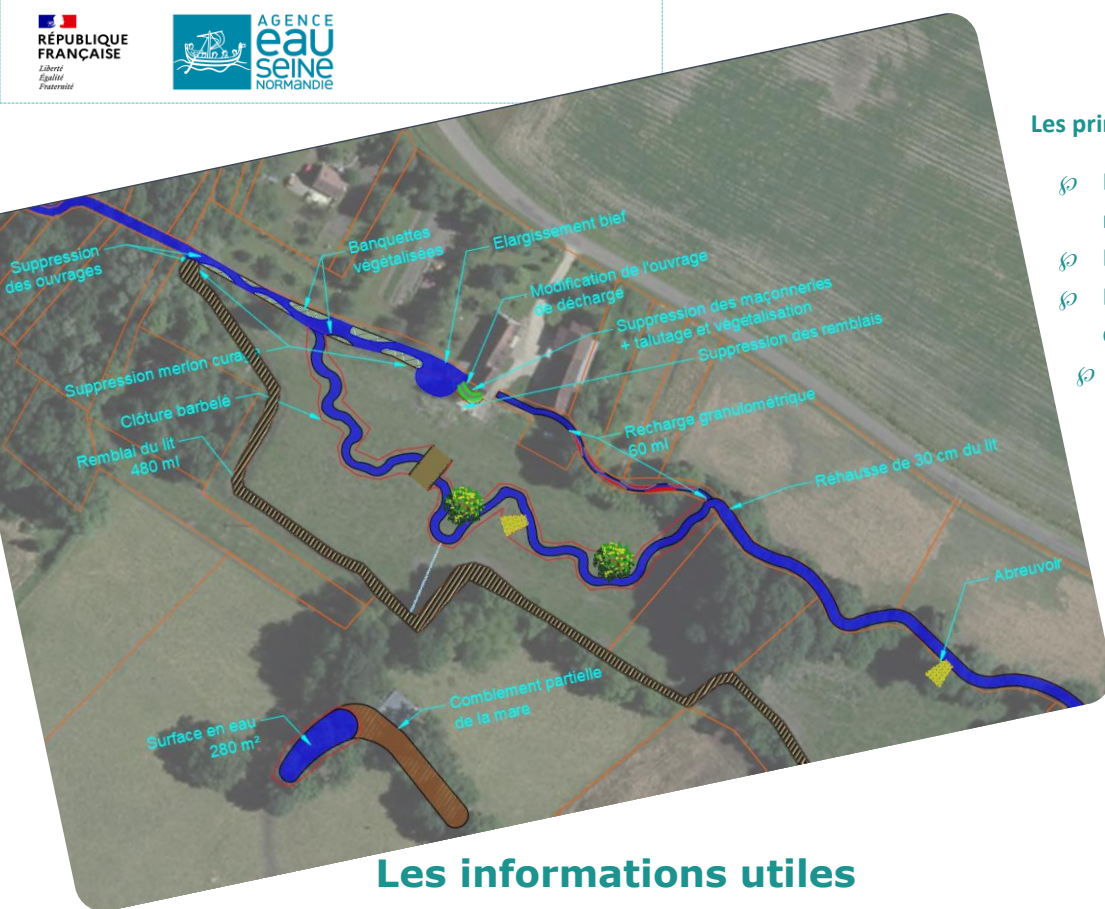 RÉPUBLIQUE
FRANÇAISE
Liberté
Égalité
Fraternité
AGENCE
eau
SEINE
NORMANDIE
Les prin
Suppression
des ouvrages
Banquettes
végétalisées
Elargissement bief
Modification de l'ouvrage
de décharge
Suppression des maçonneries
+ talutage et végétalisation
Suppression des remblais
Suppression merlon curage
Clôture barbelé
Remblai du lit
480 ml
Recharge granulométrique
60 ml
Réhausse de 30 cm du lit
Abreuvoir
Comblement partielle
de la mare
Surface en eau
280 m²
Les informations utiles